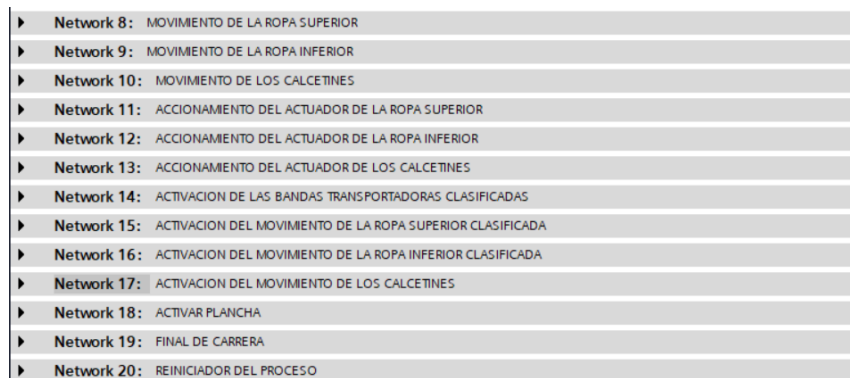 Network 8: MOVIMIENTO DE LA ROPA SUPERIOR
Network 9: MOVIMIENTO DE LA ROPA INFERIOR
Network 10: MOVIMIENTO DE LOS CALCETINES
Network 11: ACCIONAMIENTO DEL ACTUADOR DE LA ROPA SUPERIOR
Network 12: ACCIONAMIENTO DEL ACTUADOR DE LA ROPA INFERIOR
Network 13: ACCIONAMIENTO DEL ACTUADOR DE LOS CALCETINES
Network 14: ACTIVACION DE LAS BANDAS TRANSPORTADORAS CLASIFICADAS
Network 15: ACTIVACION DEL MOVIMIENTO DE LA ROPA SUPERIOR CLASIFICADA
Network 16: ACTIVACION DEL MOVIMIENTO DE LA ROPA INFERIOR CLASIFICADA
Network 17: ACTIVACION DEL MOVIMIENTO DE LOS CALCETINES
Network 18: ACTIVAR PLANCHA
Network 19: FINAL DE CARRERA
Network 20: REINICIADOR DEL PROCESO